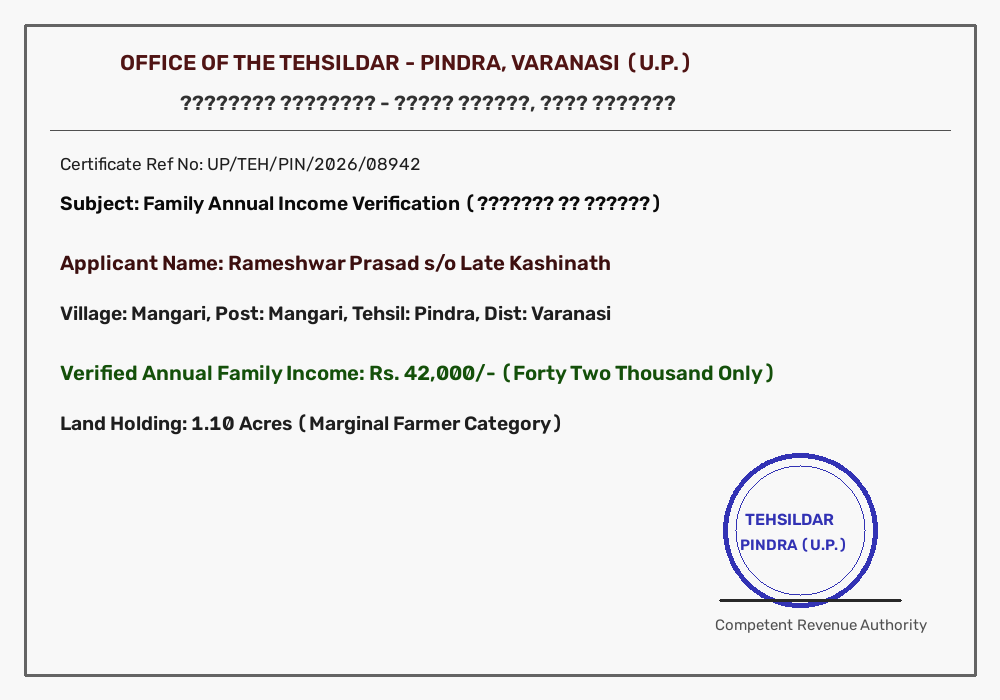 OFFICE OF THE TEHSILDAR - PINDRA, VARANASI (U.P.)
???????? ???????? - ????? ??????, ???? ???????
Certificate Ref No: UP/TEH/PIN/2026/08942
Subject: Family Annual Income Verification (??????? ?? ??????)
Applicant Name: Rameshwar Prasad s/o Late Kashinath
Village: Mangari, Post: Mangari, Tehsil: Pindra, Dist: Varanasi
Verified Annual Family Income: Rs. 42,000/- (Forty Two Thousand Only)
Land Holding: 1.10 Acres (Marginal Farmer Category)
TEHSILDAR
PINDRA (U.P.)
Competent Revenue Authority